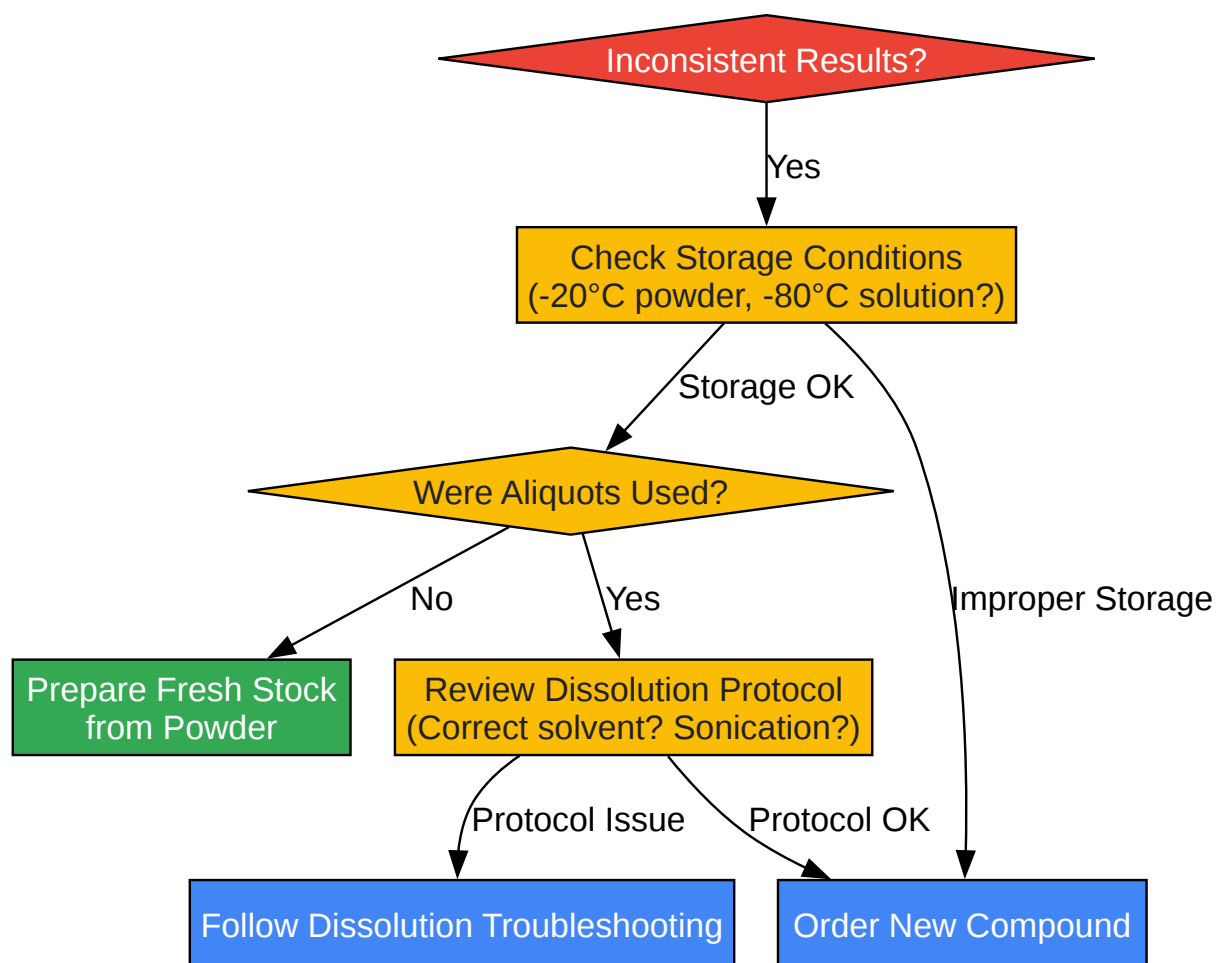 Inconsistent Results?
Yes
Check Storage Conditions
(-20°C powder, -80°C solution?)
Storage OK
Were Aliquots Used?
No
Yes
Improper Storage
Prepare Fresh Stock
from Powder
Review Dissolution Protocol
(Correct solvent? Sonication?)
Protocol Issue
Protocol OK
Follow Dissolution Troubleshooting
Order New Compound